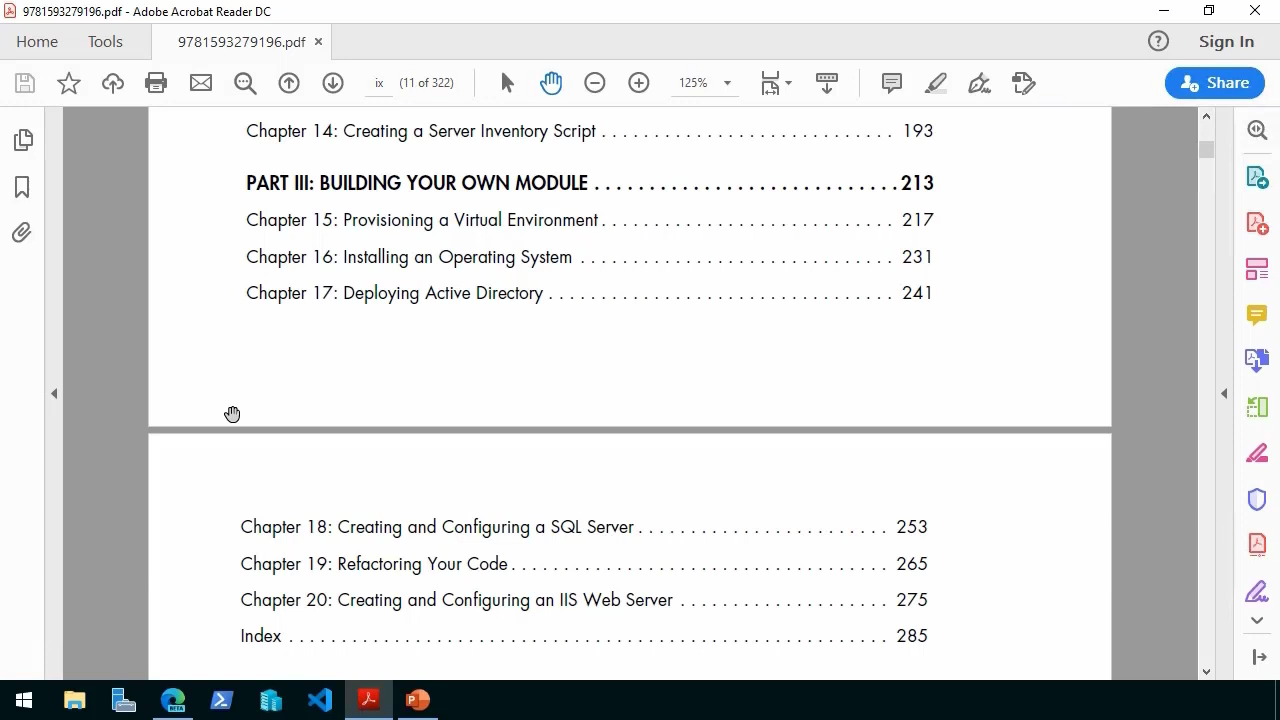 9781593279196.pdf - Adobe Acrobat Reader DC
Home
Tools
9781593279196.pdf ×
Sign In
ix
(11 of 322)
125%
Share
Chapter 14: Creating a Server Inventory Script . . . . . . . . . . . . . . . . . . . . . . . . . . . . 193
PART III: BUILDING YOUR OWN MODULE . . . . . . . . . . . . . . . . . . . . . . . . . . . . 213
Chapter 15: Provisioning a Virtual Environment . . . . . . . . . . . . . . . . . . . . . . . . . . . . 217
Chapter 16: Installing an Operating System . . . . . . . . . . . . . . . . . . . . . . . . . . . . . . 231
Chapter 17: Deploying Active Directory . . . . . . . . . . . . . . . . . . . . . . . . . . . . . . . . . 241
Chapter 18: Creating and Configuring a SQL Server . . . . . . . . . . . . . . . . . . . . . . . . 253
Chapter 19: Refactoring Your Code . . . . . . . . . . . . . . . . . . . . . . . . . . . . . . . . . . . . 265
Chapter 20: Creating and Configuring an IIS Web Server . . . . . . . . . . . . . . . . . . . . 275
Index . . . . . . . . . . . . . . . . . . . . . . . . . . . . . . . . . . . . . . . . . . . . . . . . . . . . . . . . . 285
BETA